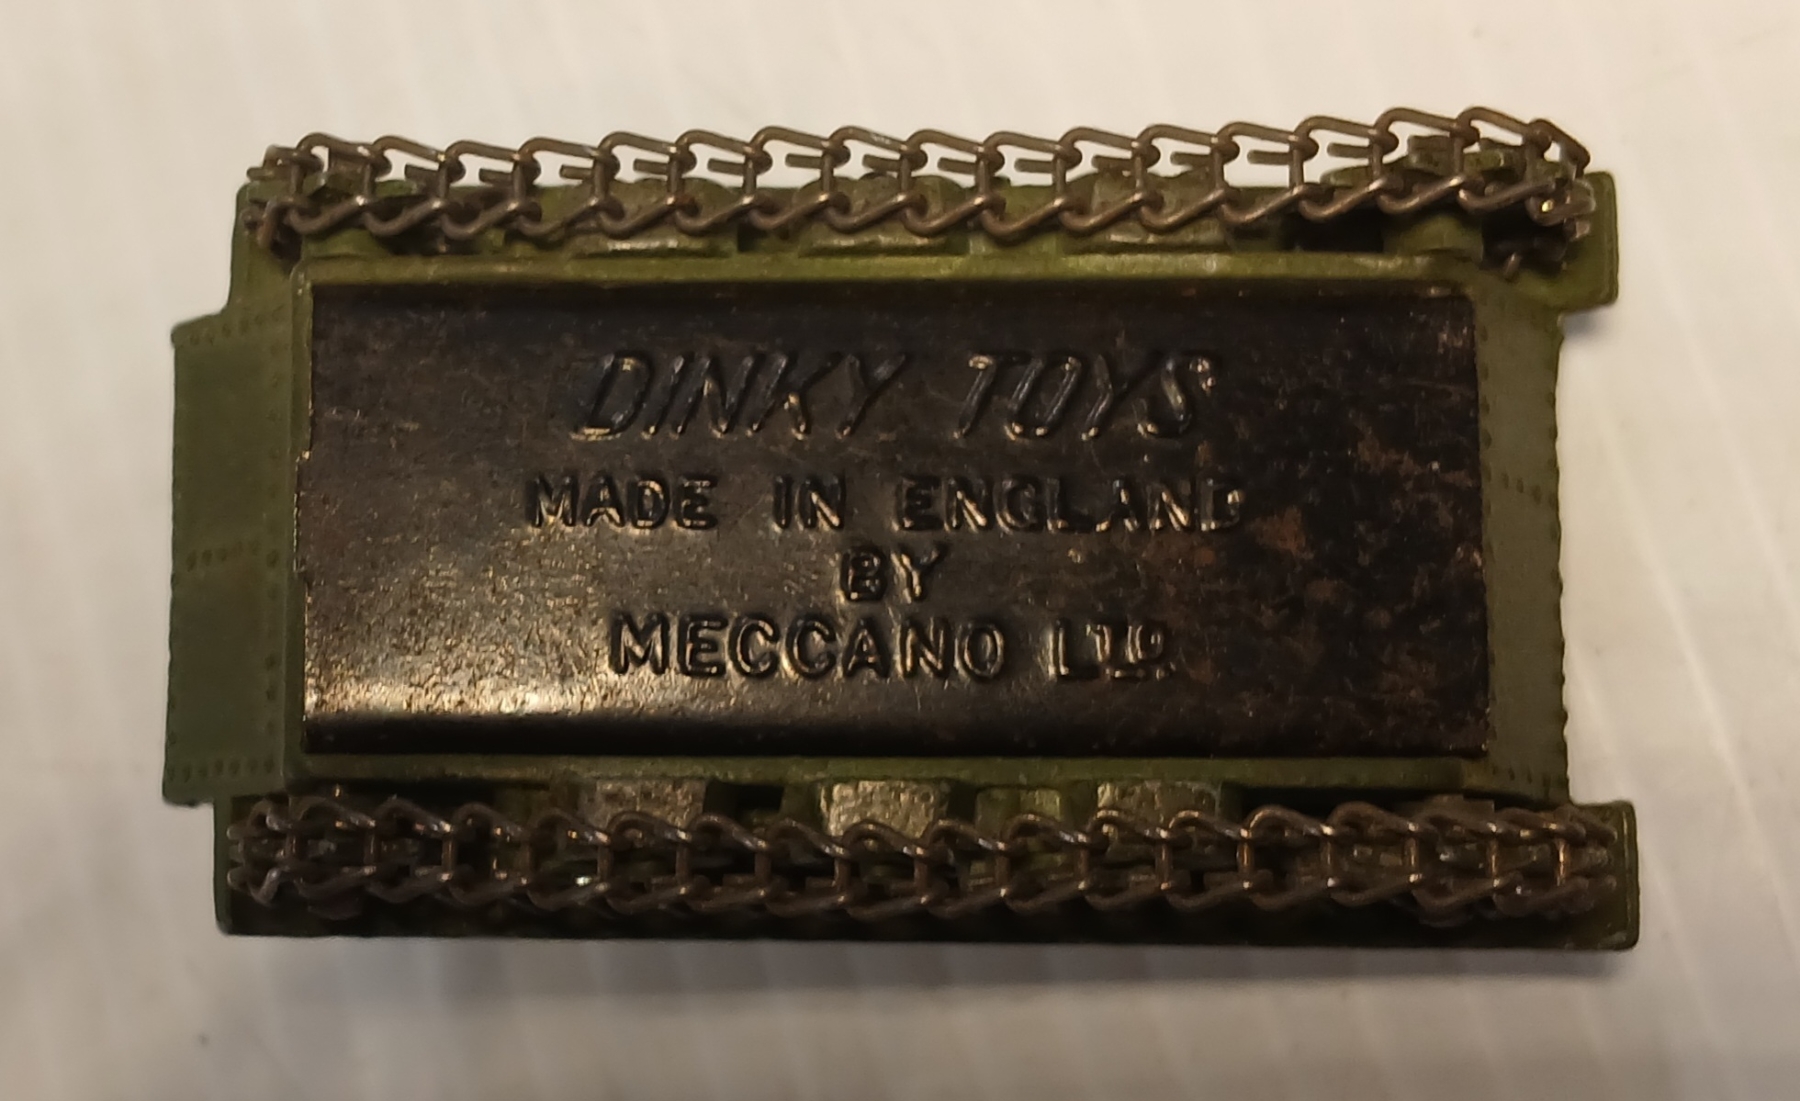 DINKY TOYS
MADE IN ENGLAND
BY
MECCANO LTD